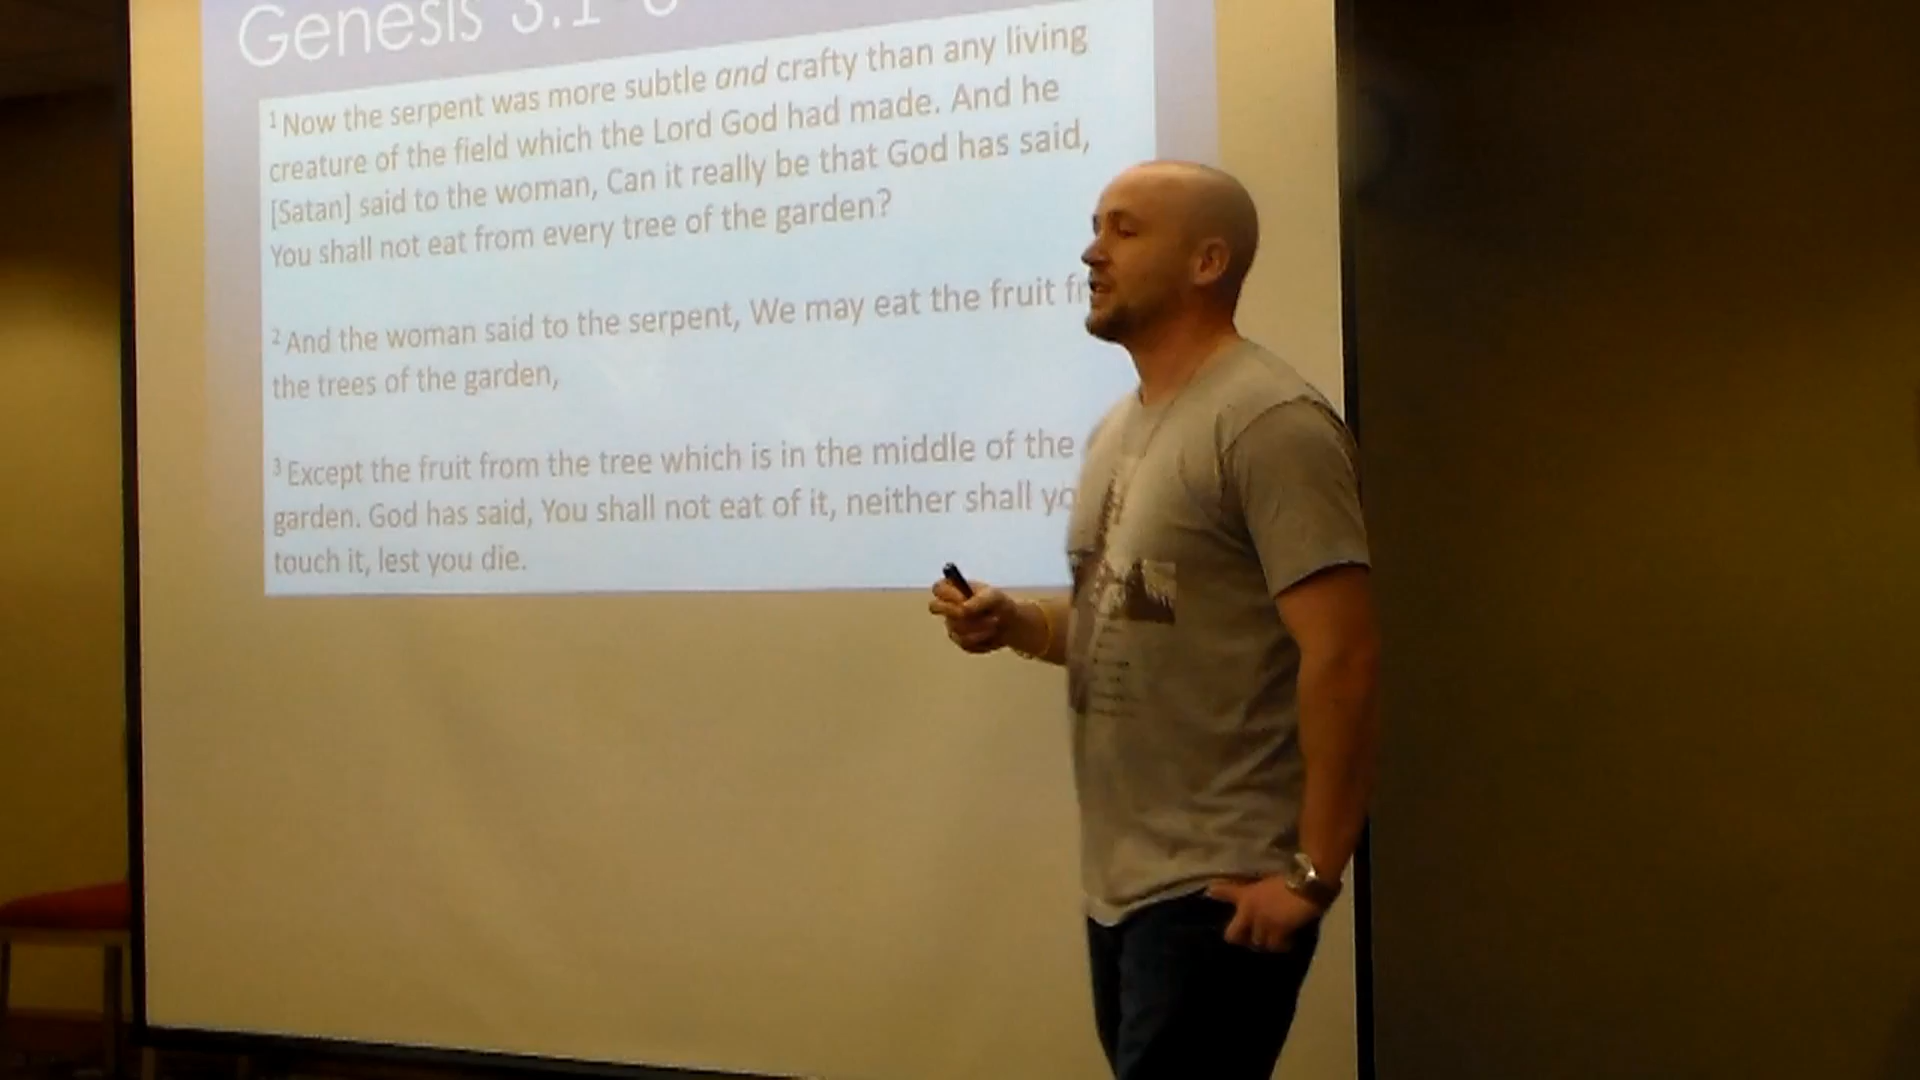 Genesis 3:1-6
1 Now the serpent was more subtle and crafty than any living
creature of the field which the Lord God had made. And he
[Satan] said to the woman, Can it really be that God has said,
You shall not eat from every tree of the garden?
2 And the woman said to the serpent, We may eat the fruit
the trees of the garden,
3 Except the fruit from the tree which is in the middle of the
garden. God has said, You shall not eat of it, neither shall
touch it, lest you die.